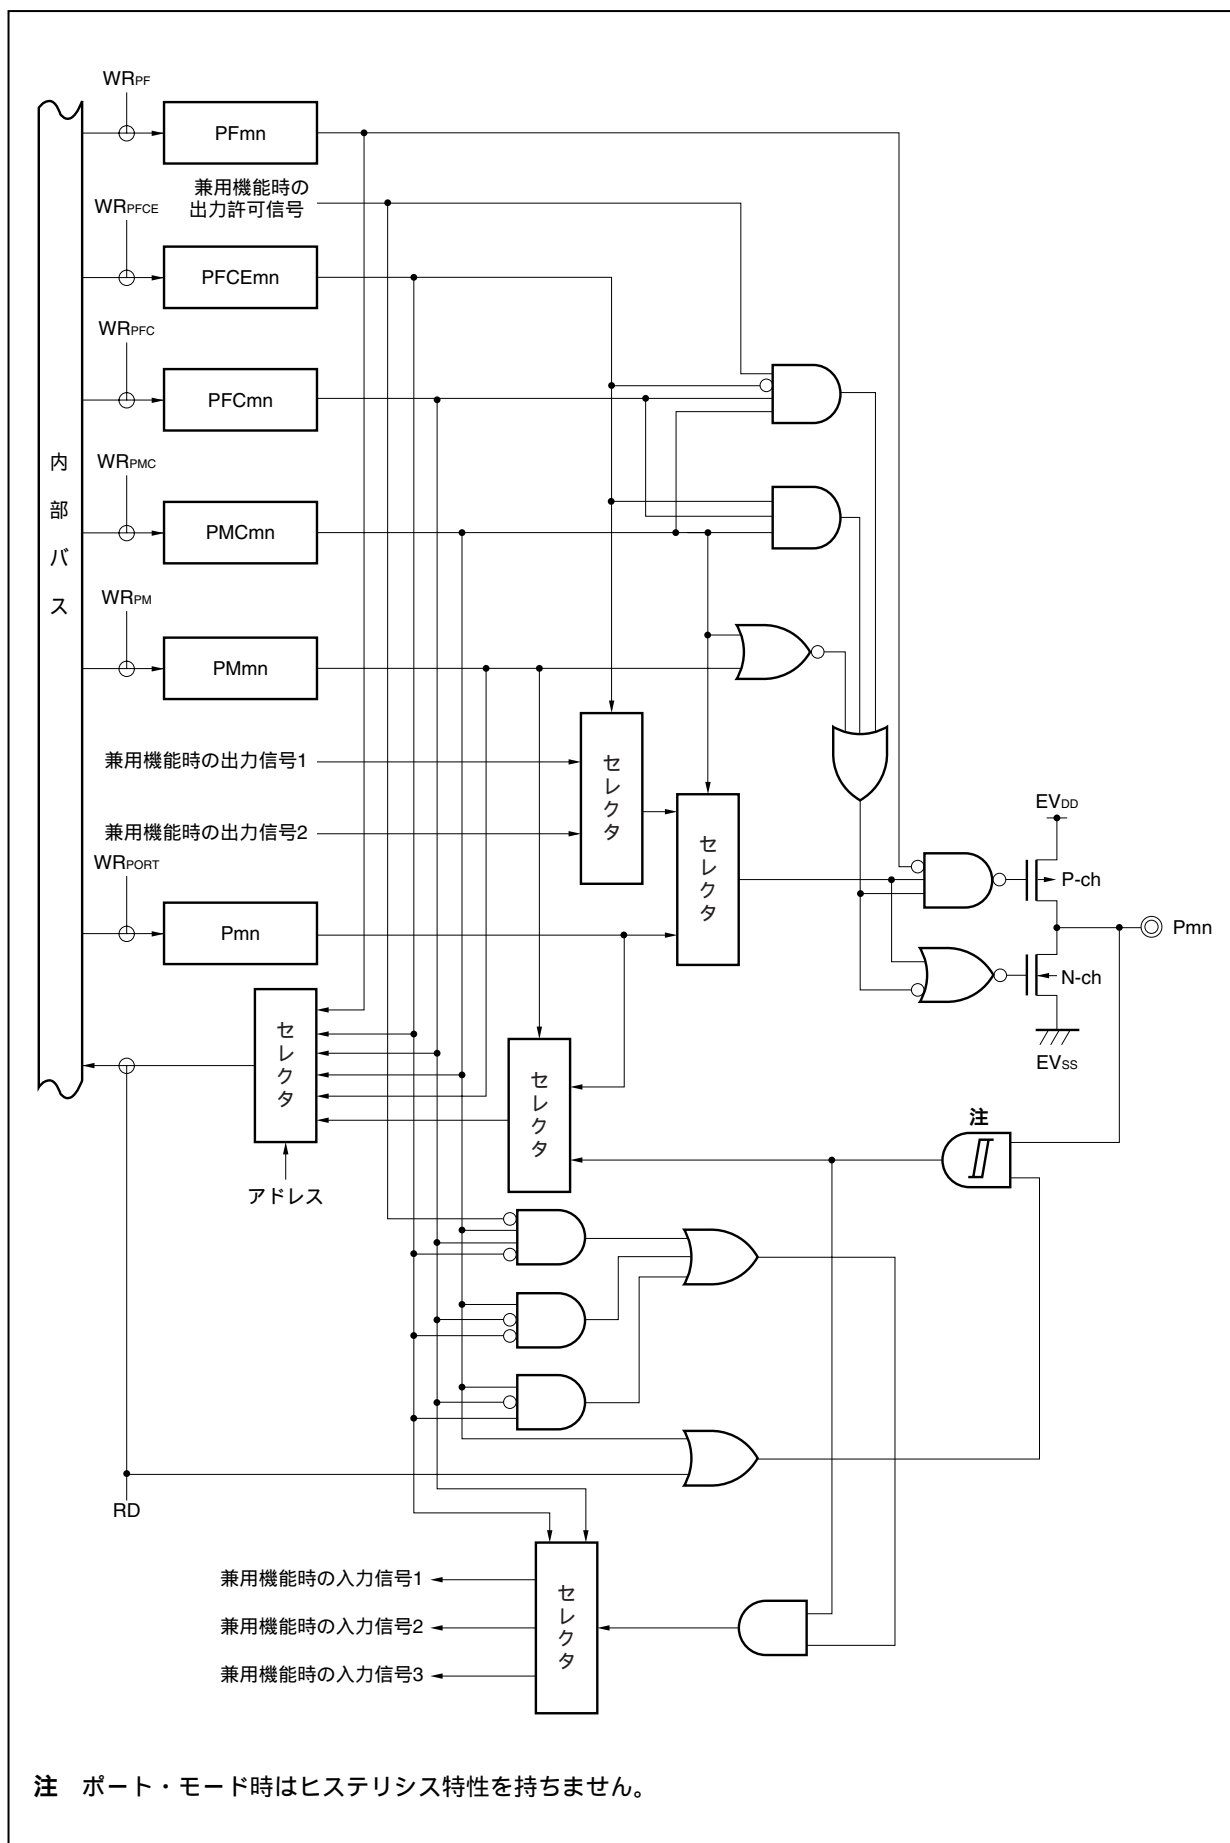 WRPF
PFmn
兼用機能時の
出力許可信号
WRPFCE
PFCEmn
WRPFC
PFCmn
内部バス
WRPMC
PMCmn
WRPM
PMmn
兼用機能時の出力信号1
セレクタ
兼用機能時の出力信号2
セレクタ
WRPORT
Pmn
EVDD
P-ch
Pmn
N-ch
EVSS
セレクタ
セレクタ
アドレス
注
RD
兼用機能時の入力信号1
兼用機能時の入力信号2
兼用機能時の入力信号3
セレクタ
注 ポート・モード時はヒステリシス特性を持ちません。